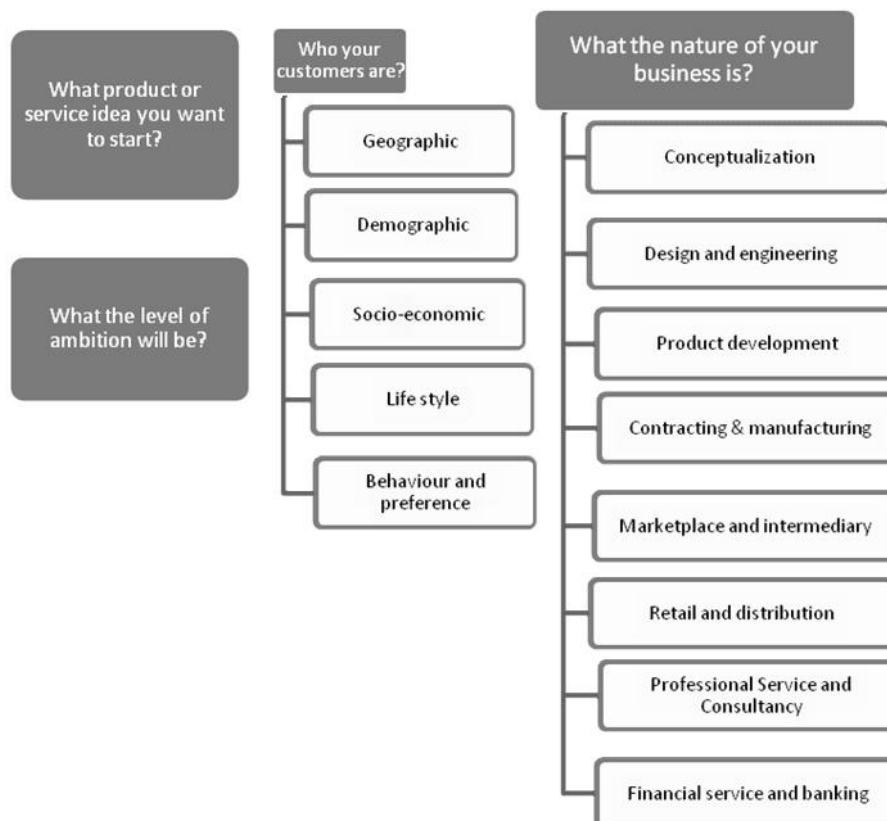 What product or
service idea you want
to start?
What the level of
ambition will be?
Who your
customers are?
Geographic
Demographic
Socio-economic
Life style
Behaviour and
preference
What the nature of your
business is?
Conceptualization
Design and engineering
Product development
Contracting & manufacturing
Marketplace and intermediary
Retail and distribution
Professional Service and
Consultancy
Financial service and banking